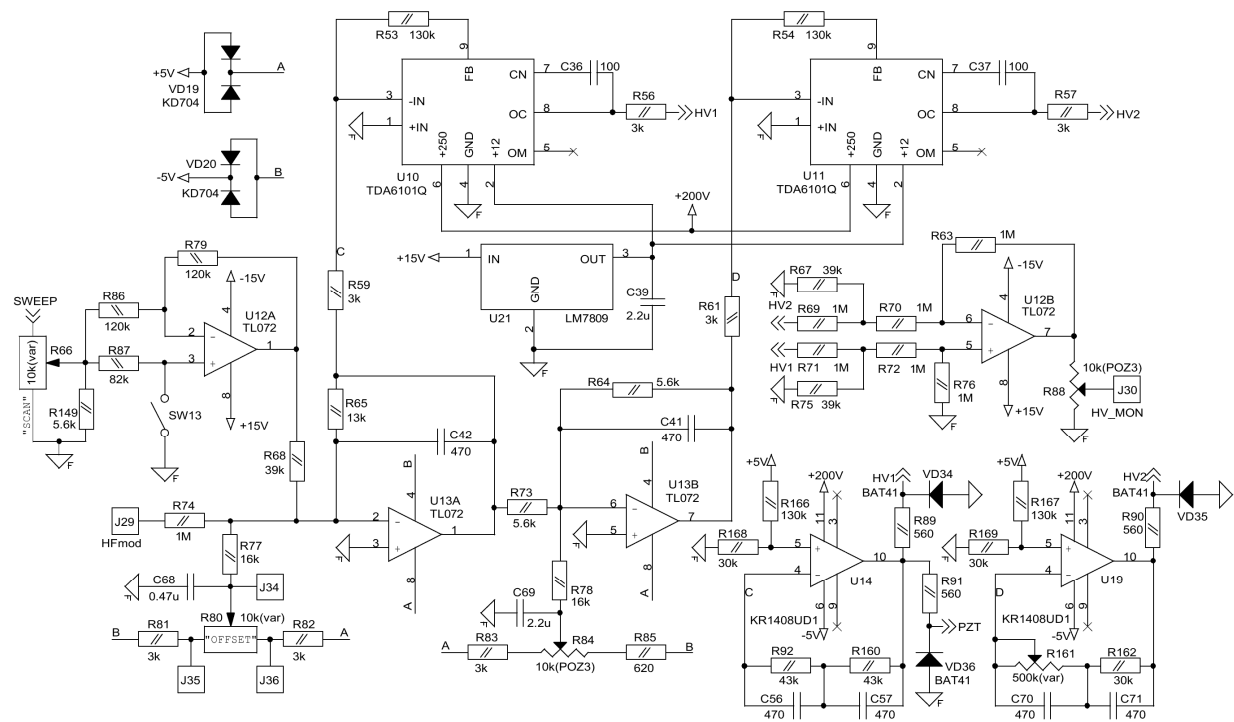 R53 130k
+5V
A
VD19
KD704
VD20
-5V
KD704
B
9
FB
3 -IN
1 +IN
F
CN 7
C36 100
OC 8
R56
3k
HV1
OM 5
+250
GND
+12
6
4
2
U10
TDA6101Q
F
R54 130k
9
FB
3 -IN
1 +IN
F
CN 7
C37 100
OC 8
R57
3k
HV2
OM 5
+250
GND
+12
6
4
2
U11
TDA6101Q
F
+200V
+15V
1 IN
OUT 3
GND
U21
LM7809
2
F
C39
2.2u
C
R59
3k
D
R61
3k
SWEEP
10k(var)
R66
"SCAN"
R149
5.6k
F
R86
120k
R87
82k
R79
120k
SW13
F
-15V
4
U12A
TL072
2
3
1
8
+15V
R68
39k
R65
13k
C42
470
J29
HFmod
R74
1M
R77
16k
F
C68
0.47u
J34
R80 10k(var)
"OFFSET"
B
R81
3k
R82
3k
A
J35
J36
F
B
4
U13A
TL072
2
3
1
8
A
R73
5.6k
R64 5.6k
C41
470
F
B
4
U13B
TL072
6
5
7
8
A
R78
16k
F
C69
2.2u
A
R83
3k
R84
10k(POZ3)
R85
620
B
R63 1M
R67 39k
F
HV2
R69 1M
R70 1M
HV1
R71 1M
R72 1M
F
R75 39k
R76
1M
F
-15V
4
U12B
TL072
6
5
7
8
+15V
10k(POZ3)
R88
J30
HV_MON
F
+5V
R166
130k
F
R168
30k
+200V
11
3
5
4
10
U14
C
KR1408UD1
6
9
-5V
R92
43k
R160
43k
C56
470
C57
470
HV1
BAT41
VD34
R89
560
R91
560
PZT
VD36
BAT41
F
+5V
R167
130k
F
R169
30k
+200V
11
3
5
4
10
U19
D
KR1408UD1
6
9
-5V
R161
500k(var)
R162
30k
C70
470
C71
470
HV2
BAT41
VD35
R90
560